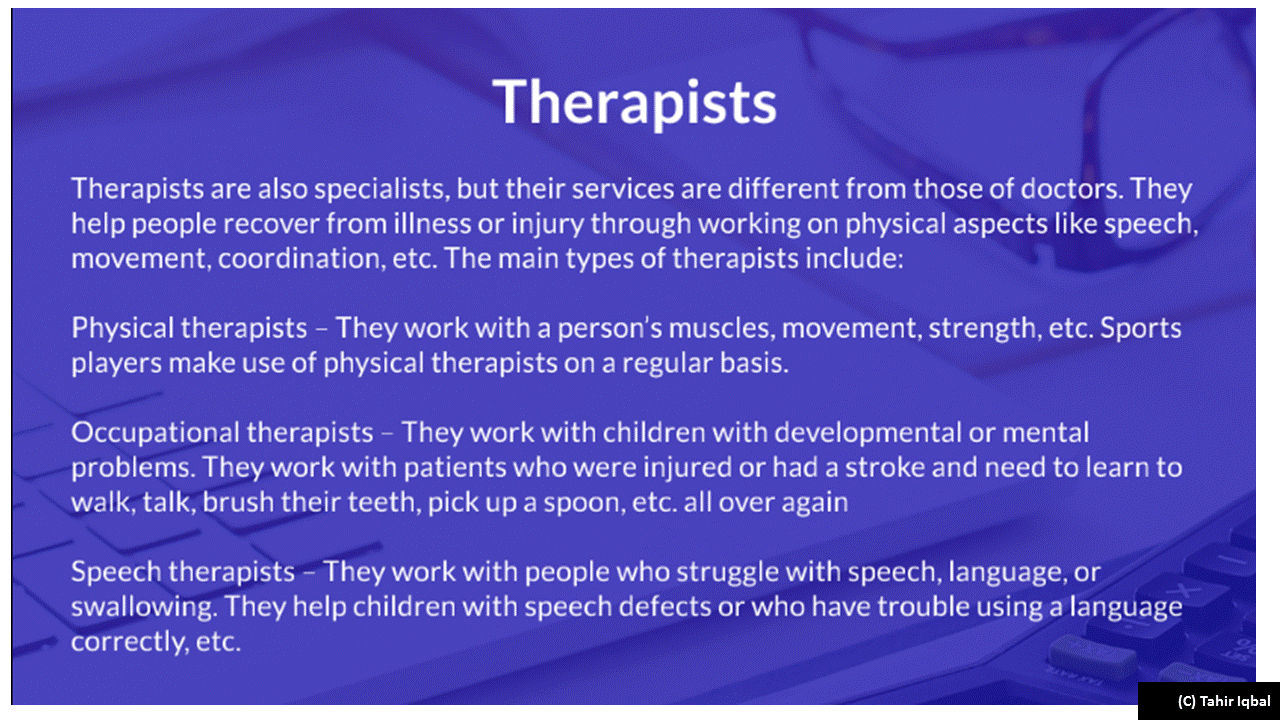 Therapists
Therapists are also specialists, but their services are different from those of doctors. They
help people recover from illness or injury through working on physical aspects like speech,
movement, coordination, etc. The main types of therapists include:
Physical therapists – They work with a person’s muscles, movement, strength, etc. Sports
players make use of physical therapists on a regular basis.
Occupational therapists – They work with children with developmental or mental
problems. They work with patients who were injured or had a stroke and need to learn to
walk, talk, brush their teeth, pick up a spoon, etc. all over again
Speech therapists – They work with people who struggle with speech, language, or
swallowing. They help children with speech defects or who have trouble using a language
correctly, etc.
(C) Tahir Iqbal